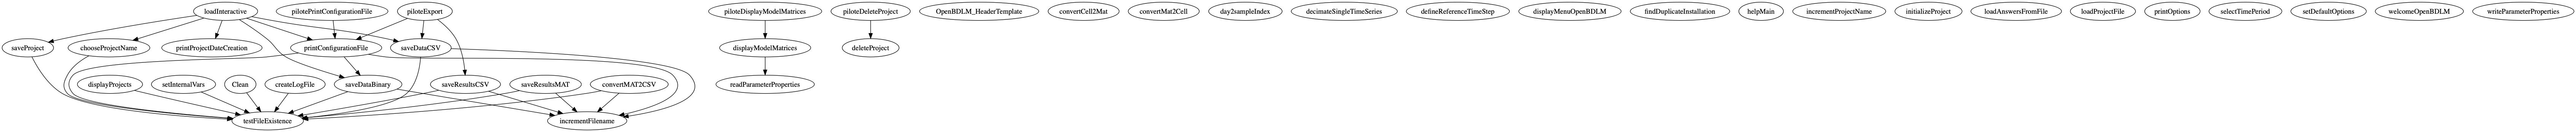 loadInteractive
pilotePrintConfigurationFile
piloteExport
piloteDisplayModelMatrices
piloteDeleteProject
OpenBDLM_HeaderTemplate
convertCell2Mat
convertMat2Cell
day2sampleIndex
decimateSingleTimeSeries
defineReferenceTimeStep
displayMenuOpenBDLM
findDuplicateInstallation
helpMain
incrementProjectName
initializeProject
loadAnswersFromFile
loadProjectFile
printOptions
selectTimePeriod
setDefaultOptions
welcomeOpenBDLM
writeParameterProperties
saveProject
chooseProjectName
printProjectDateCreation
printConfigurationFile
saveDataCSV
displayModelMatrices
deleteProject
displayProjects
setInternalVars
Clean
createLogFile
saveDataBinary
saveResultsCSV
saveResultsMAT
convertMAT2CSV
readParameterProperties
testFileExistence
incrementFilename